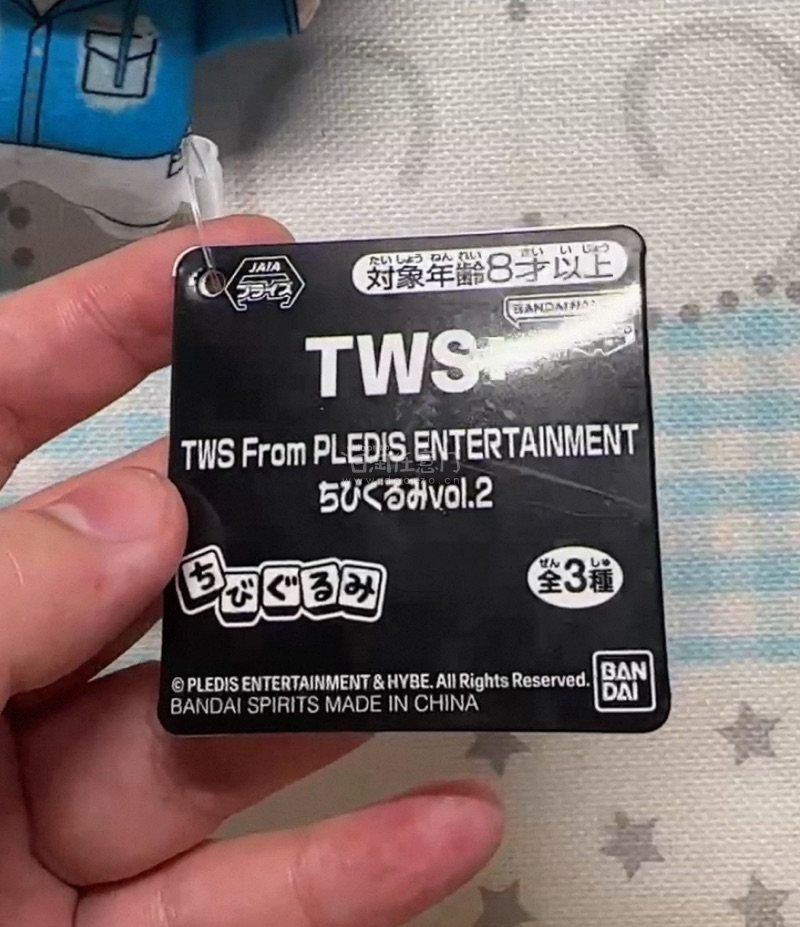 JAIA
プライズ
たいしょうねんれい さい いじょう
対象年齢8才以上
TWS
TWS From PLEDIS ENTERTAINMENT
ちびぐるみvol.2
ちびぐるみ
ぜん しゅ
全3種
© PLEDIS ENTERTAINMENT & HYBE. All Rights Reserved.
BANDAI SPIRITS MADE IN CHINA
BAN
DAI